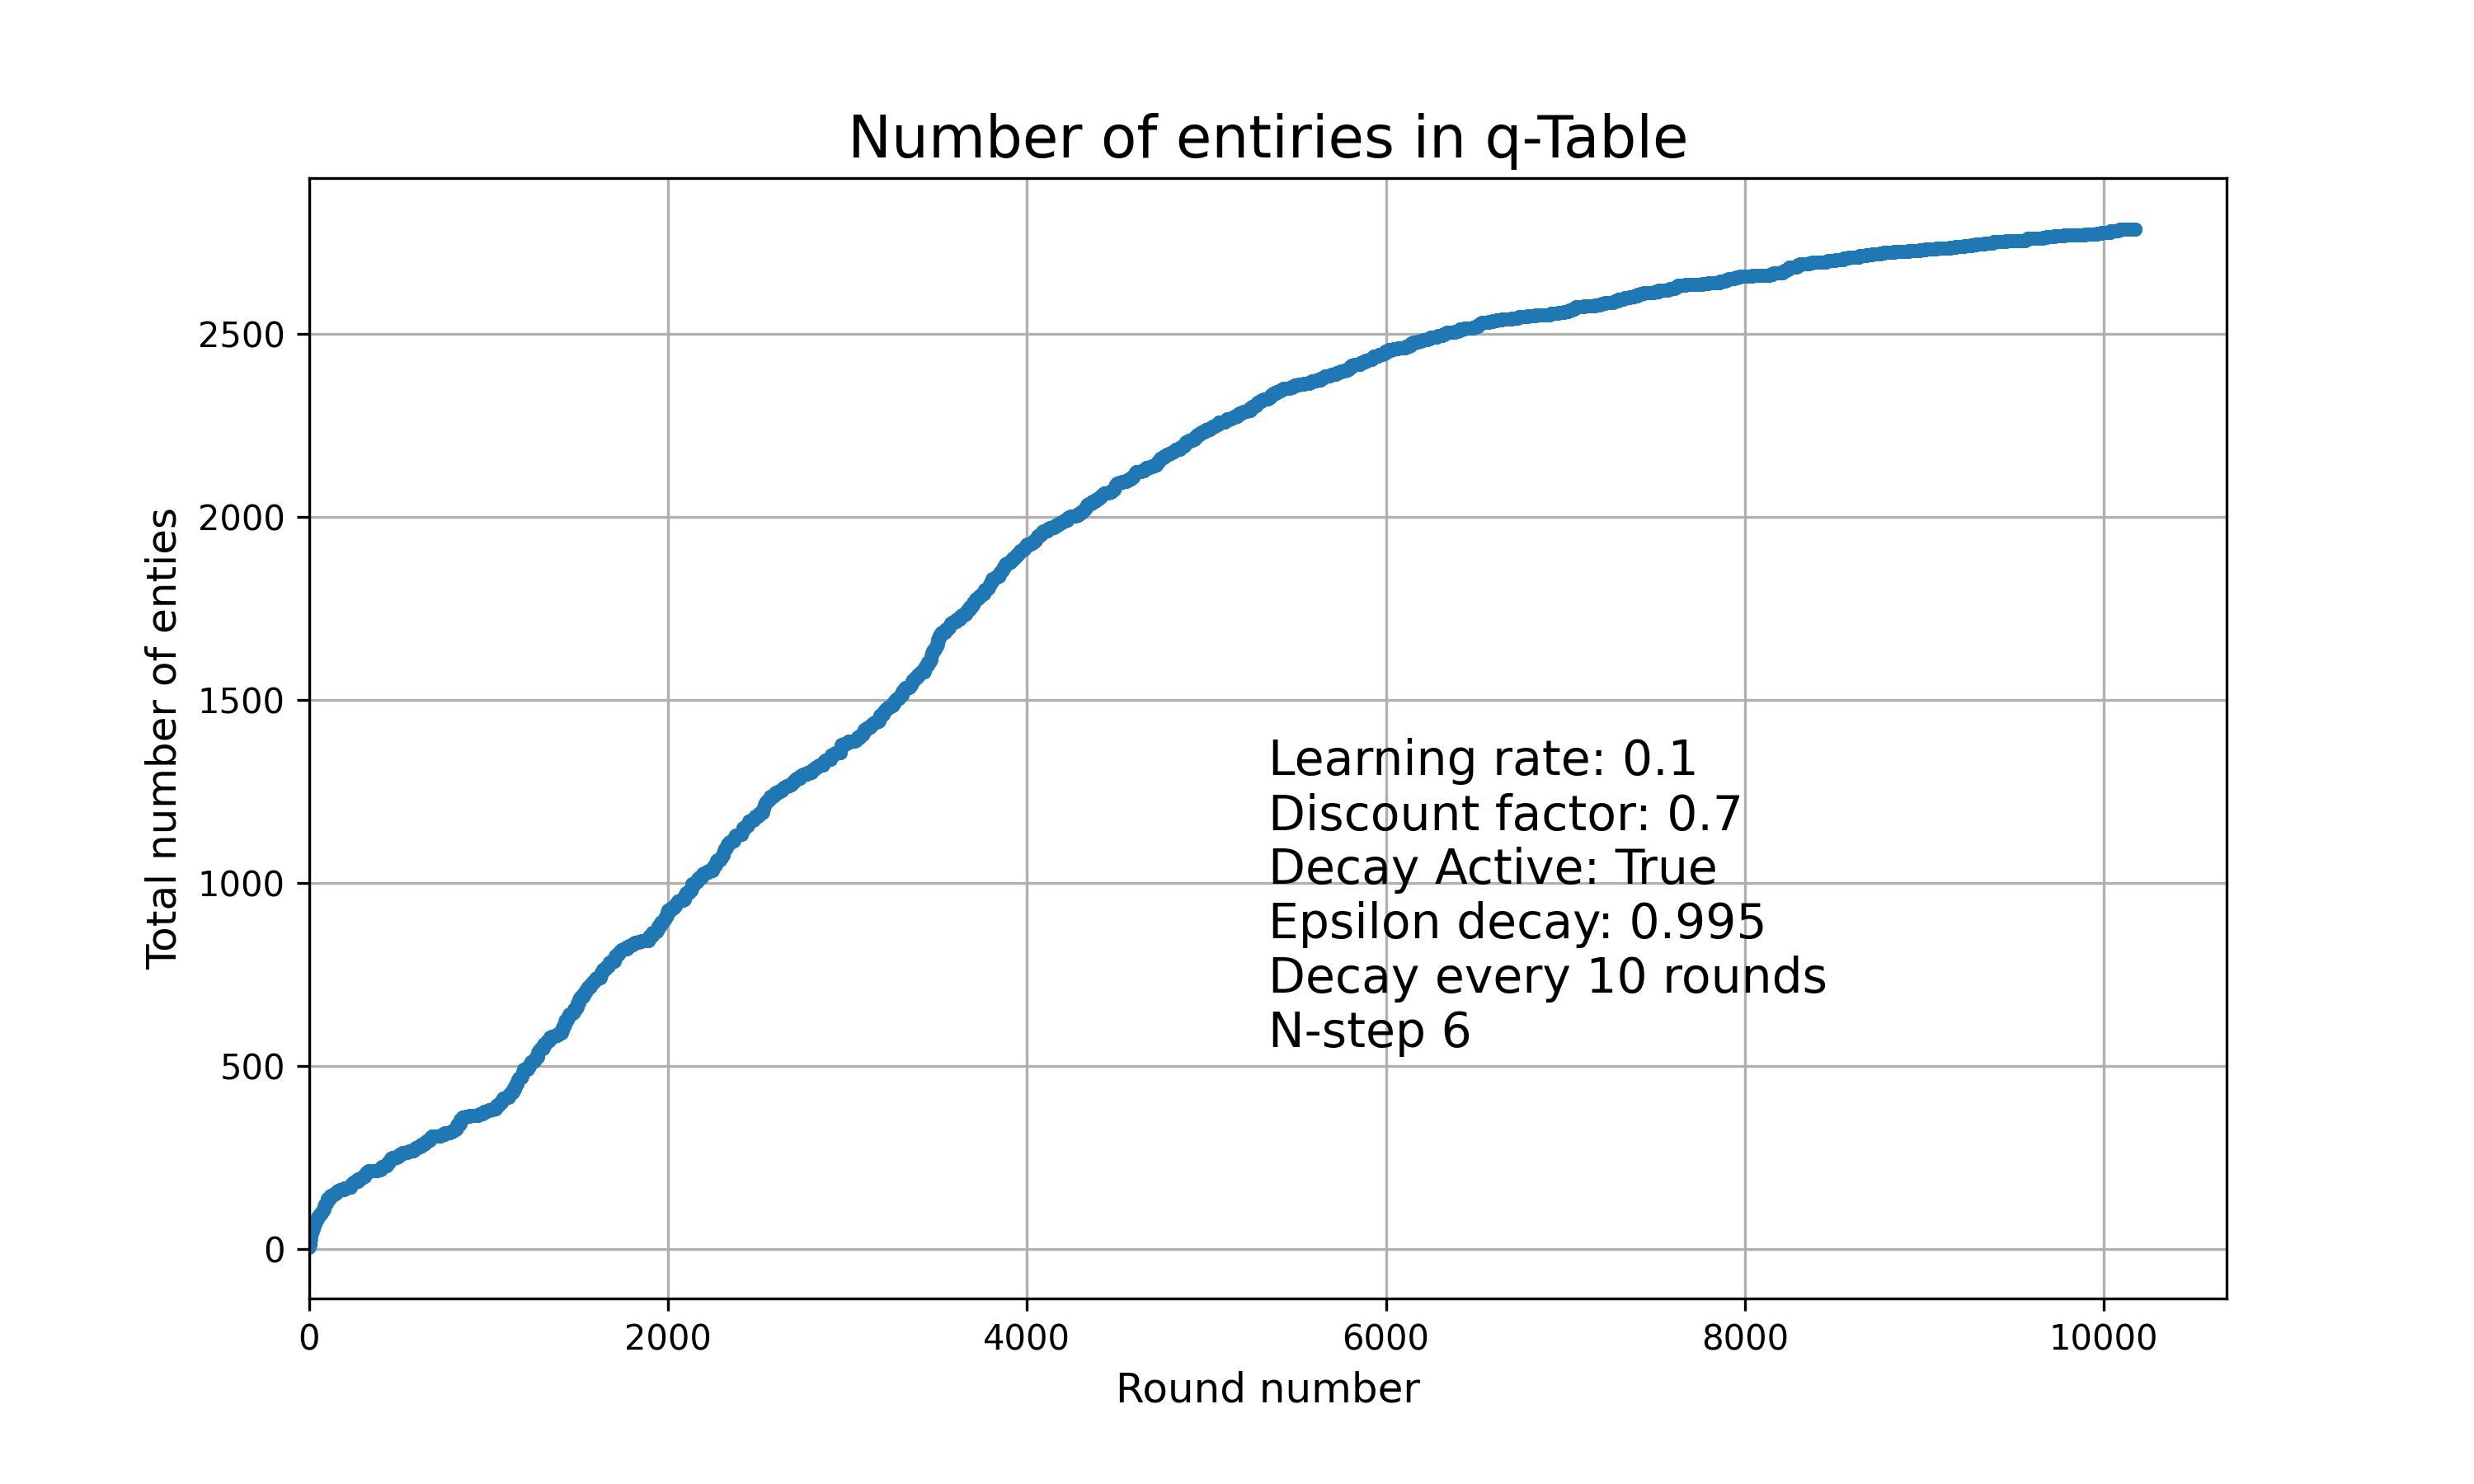 Number of entiries in q-Table
Total number of enties
2500
2000
1500
1000
500
0
Learning rate: 0.1
Discount factor: 0.7
Decay Active: True
Epsilon decay: 0.995
Decay every 10 rounds
N-step 6
0 2000 4000 6000 8000 10000
Round number